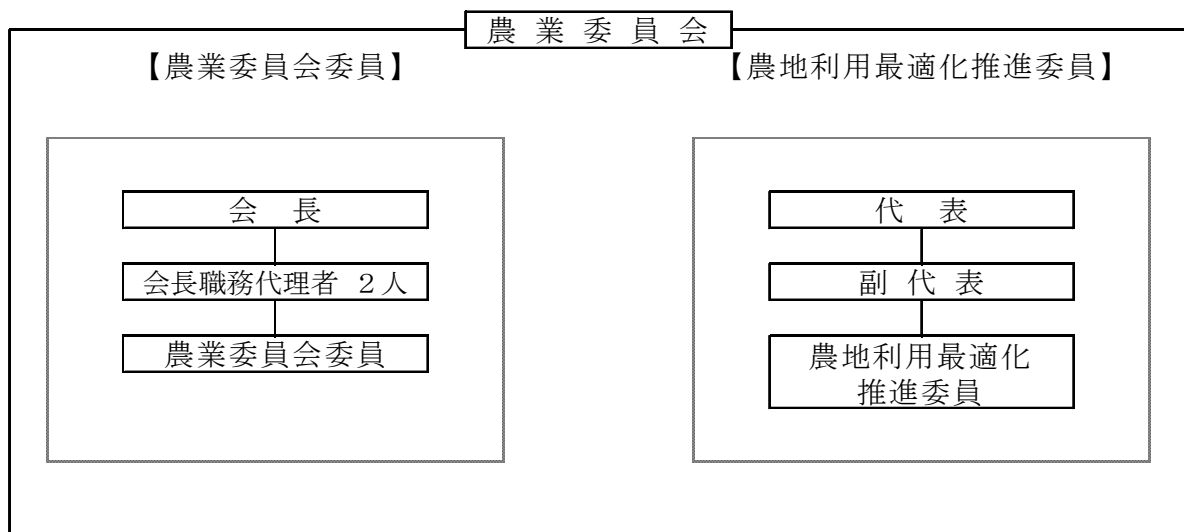 農業委員会
【農業委員会委員】
会長
会長職務代理者 2人
農業委員会委員
【農地利用最適化推進委員】
代表
副代表
農地利用最適化
推進委員